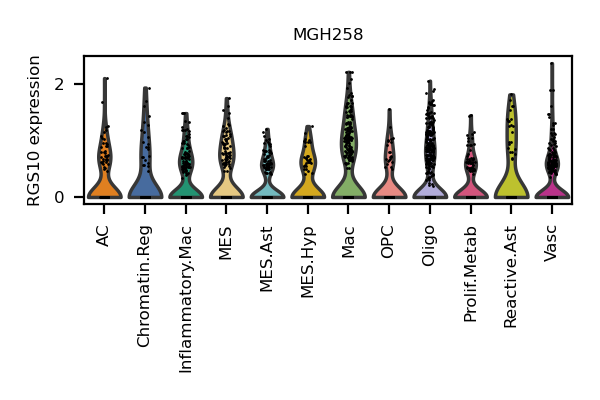 MGH258
RGS10 expression
2
0
AC
Chromatin.Reg
Inflammatory.Mac
MES
MES.Ast
MES.Hyp
Mac
OPC
Oligo
Prolif.Metab
Reactive.Ast
Vasc